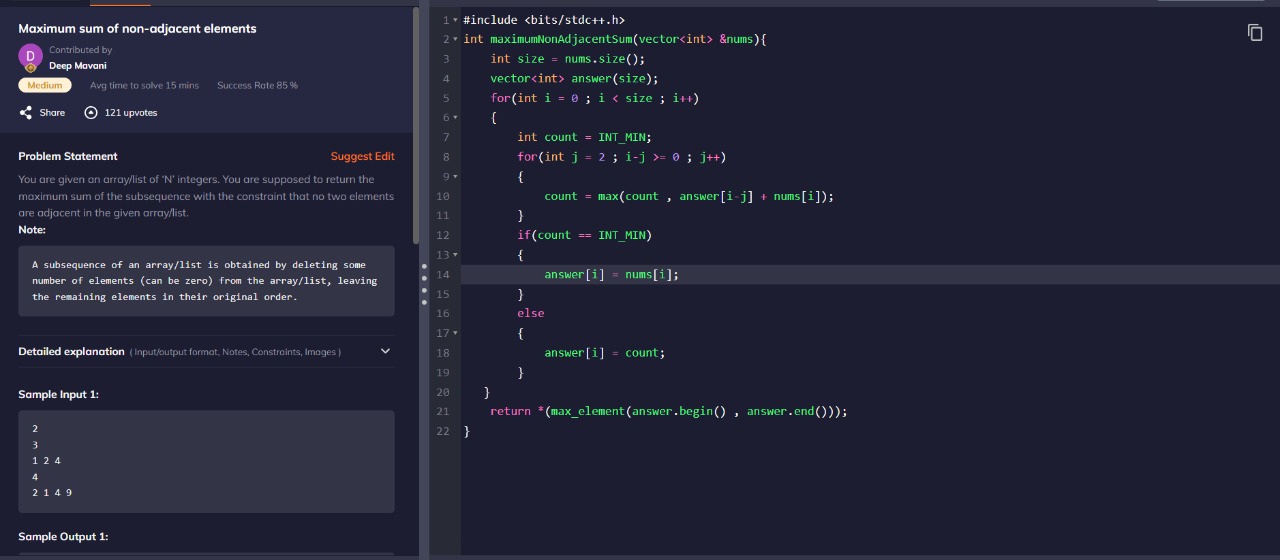 Maximum sum of non-adjacent elements
D
Contributed by
Deep Mavani
Medium
Avg time to solve 15 mins
Success Rate 85 %
Share
121 upvotes
Problem Statement
Suggest Edit
You are given an array/list of ‘N’ integers. You are supposed to return the
maximum sum of the subsequence with the constraint that no two elements
are adjacent in the given array/list.
Note:
A subsequence of an array/list is obtained by deleting some
number of elements (can be zero) from the array/list, leaving
the remaining elements in their original order.
Detailed explanation ( Input/output format, Notes, Constraints, Images )
Sample Input 1:
2
3
1 2 4
4
2 1 4 9
Sample Output 1:
1 #include <bits/stdc++.h>
2 int maximumNonAdjacentSum(vector<int> &nums){
3 int size = nums.size();
4 vector<int> answer(size);
5 for(int i = 0 ; i < size ; i++)
6 {
7 int count = INT_MIN;
8 for(int j = 2 ; i-j >= 0 ; j++)
9 {
10 count = max(count , answer[i-j] + nums[i]);
11 }
12 if(count == INT_MIN)
13 {
14 answer[i] = nums[i];
15 }
16 else
17 {
18 answer[i] = count;
19 }
20 }
21 return *(max_element(answer.begin() , answer.end()));
22 }